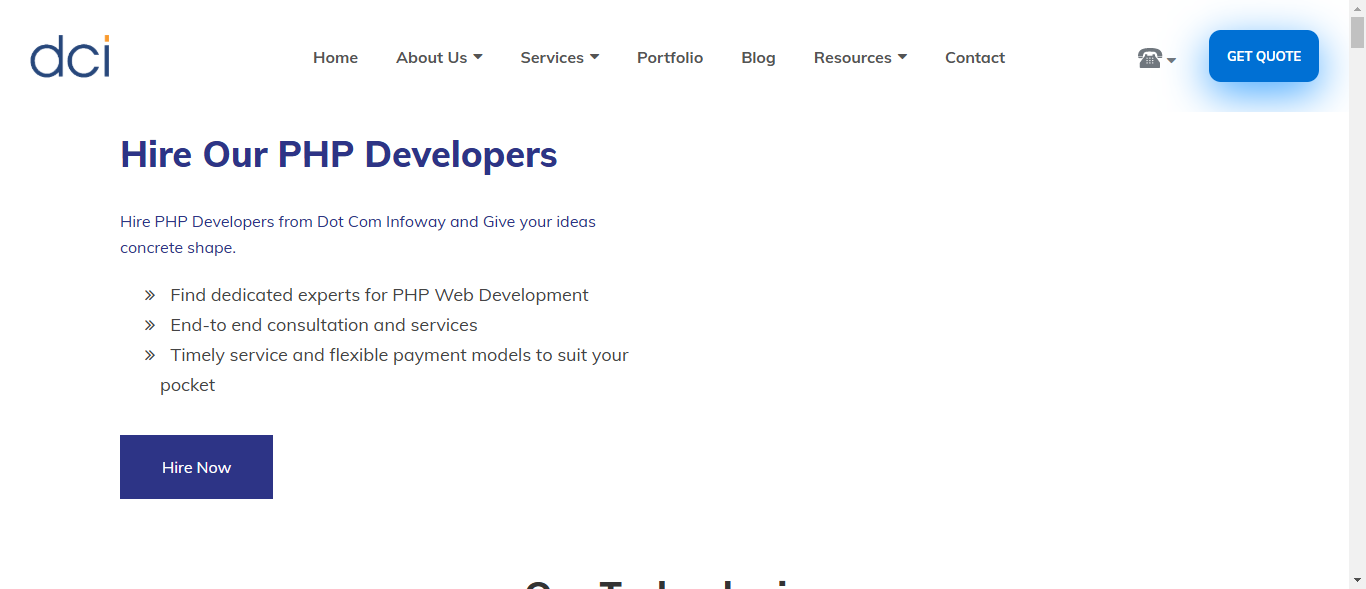 dci
Home About Us Services Portfolio Blog Resources Contact
GET QUOTE
Hire Our PHP Developers
Hire PHP Developers from Dot Com Infoway and Give your ideas
concrete shape.
» Find dedicated experts for PHP Web Development
» End-to end consultation and services
» Timely service and flexible payment models to suit your
pocket
Hire Now